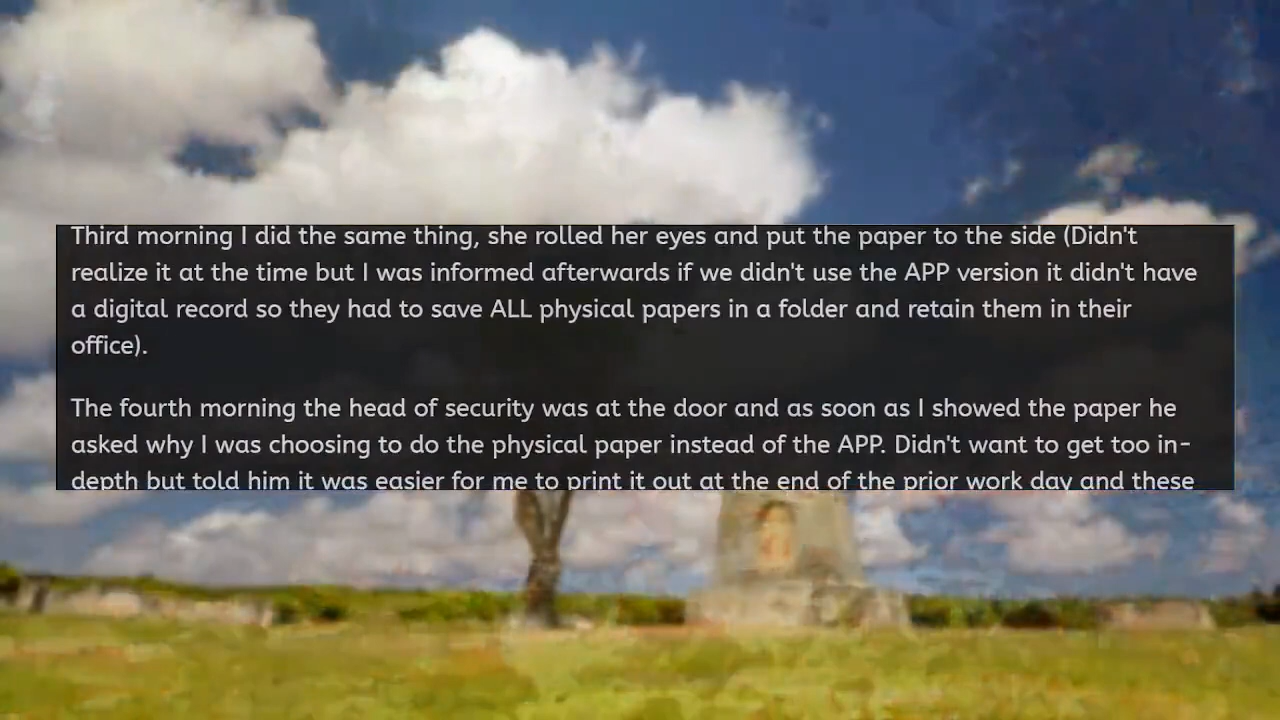 Third morning I did the same thing, she rolled her eyes and put the paper to the side (Didn't
realize it at the time but I was informed afterwards if we didn't use the APP version it didn't have
a digital record so they had to save ALL physical papers in a folder and retain them in their
office).
The fourth morning the head of security was at the door and as soon as I showed the paper he
asked why I was choosing to do the physical paper instead of the APP. Didn't want to get too in-
depth but told him it was easier for me to print it out at the end of the prior work day and these